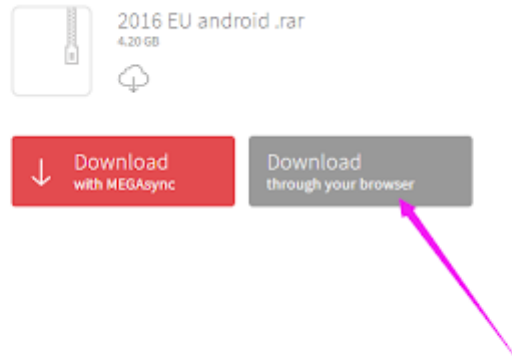 2016 EU android .rar
4.20 GB
Download
with MEGAsync
Download
through your browser